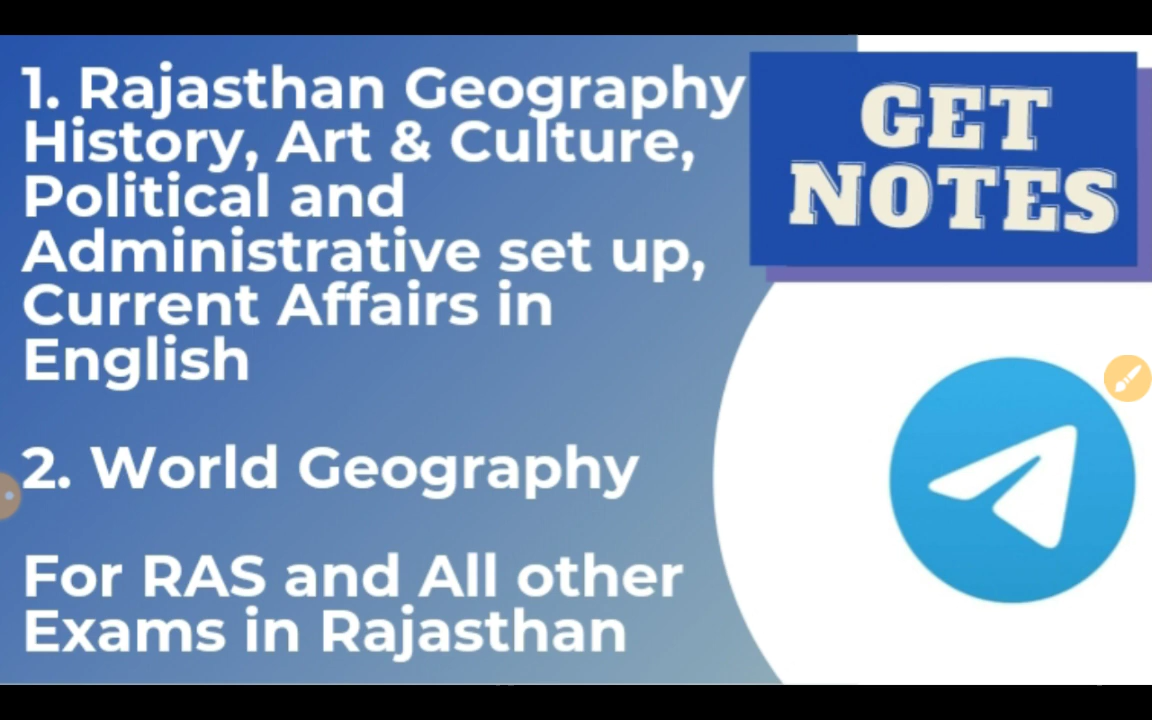 1. Rajasthan Geography
History, Art & Culture,
Political and
Administrative set up,
Current Affairs in
English
2. World Geography
For RAS and All other
Exams in Rajasthan
GET
NOTES